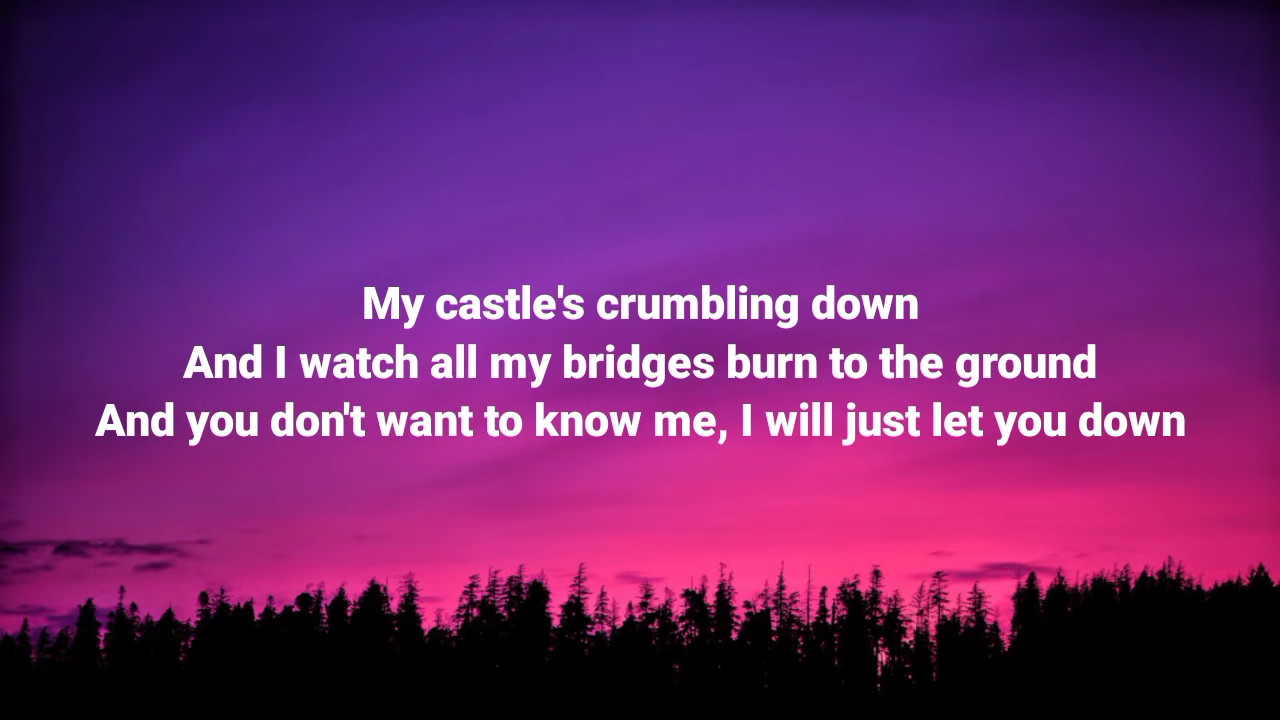 My castle's crumbling down
And I watch all my bridges burn to the ground
And you don't want to know me, I will just let you down